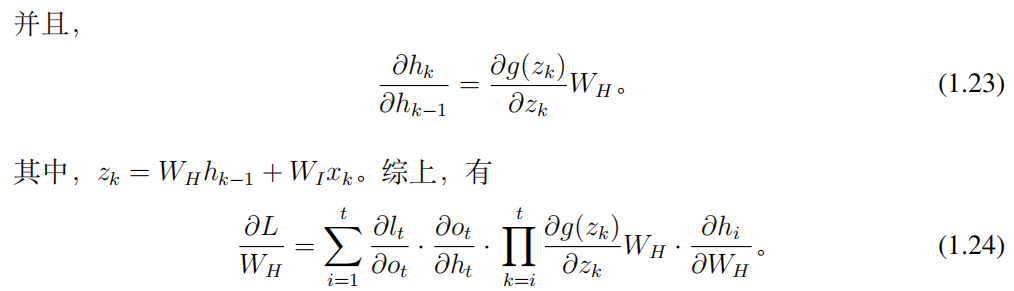 并且，
∂h_k/∂h_{k−1} = ∂g(z_k)/∂z_k W_H。 (1.23)
其中，z_k = W_H h_{k−1} + W_I x_k。综上，有
∂L/W_H = ∑_{i=1}^{t} ∂l_t/∂o_t · ∂o_t/∂h_t · ∏_{k=i}^{t} ∂g(z_k)/∂z_k W_H · ∂h_i/∂W_H。 (1.24)